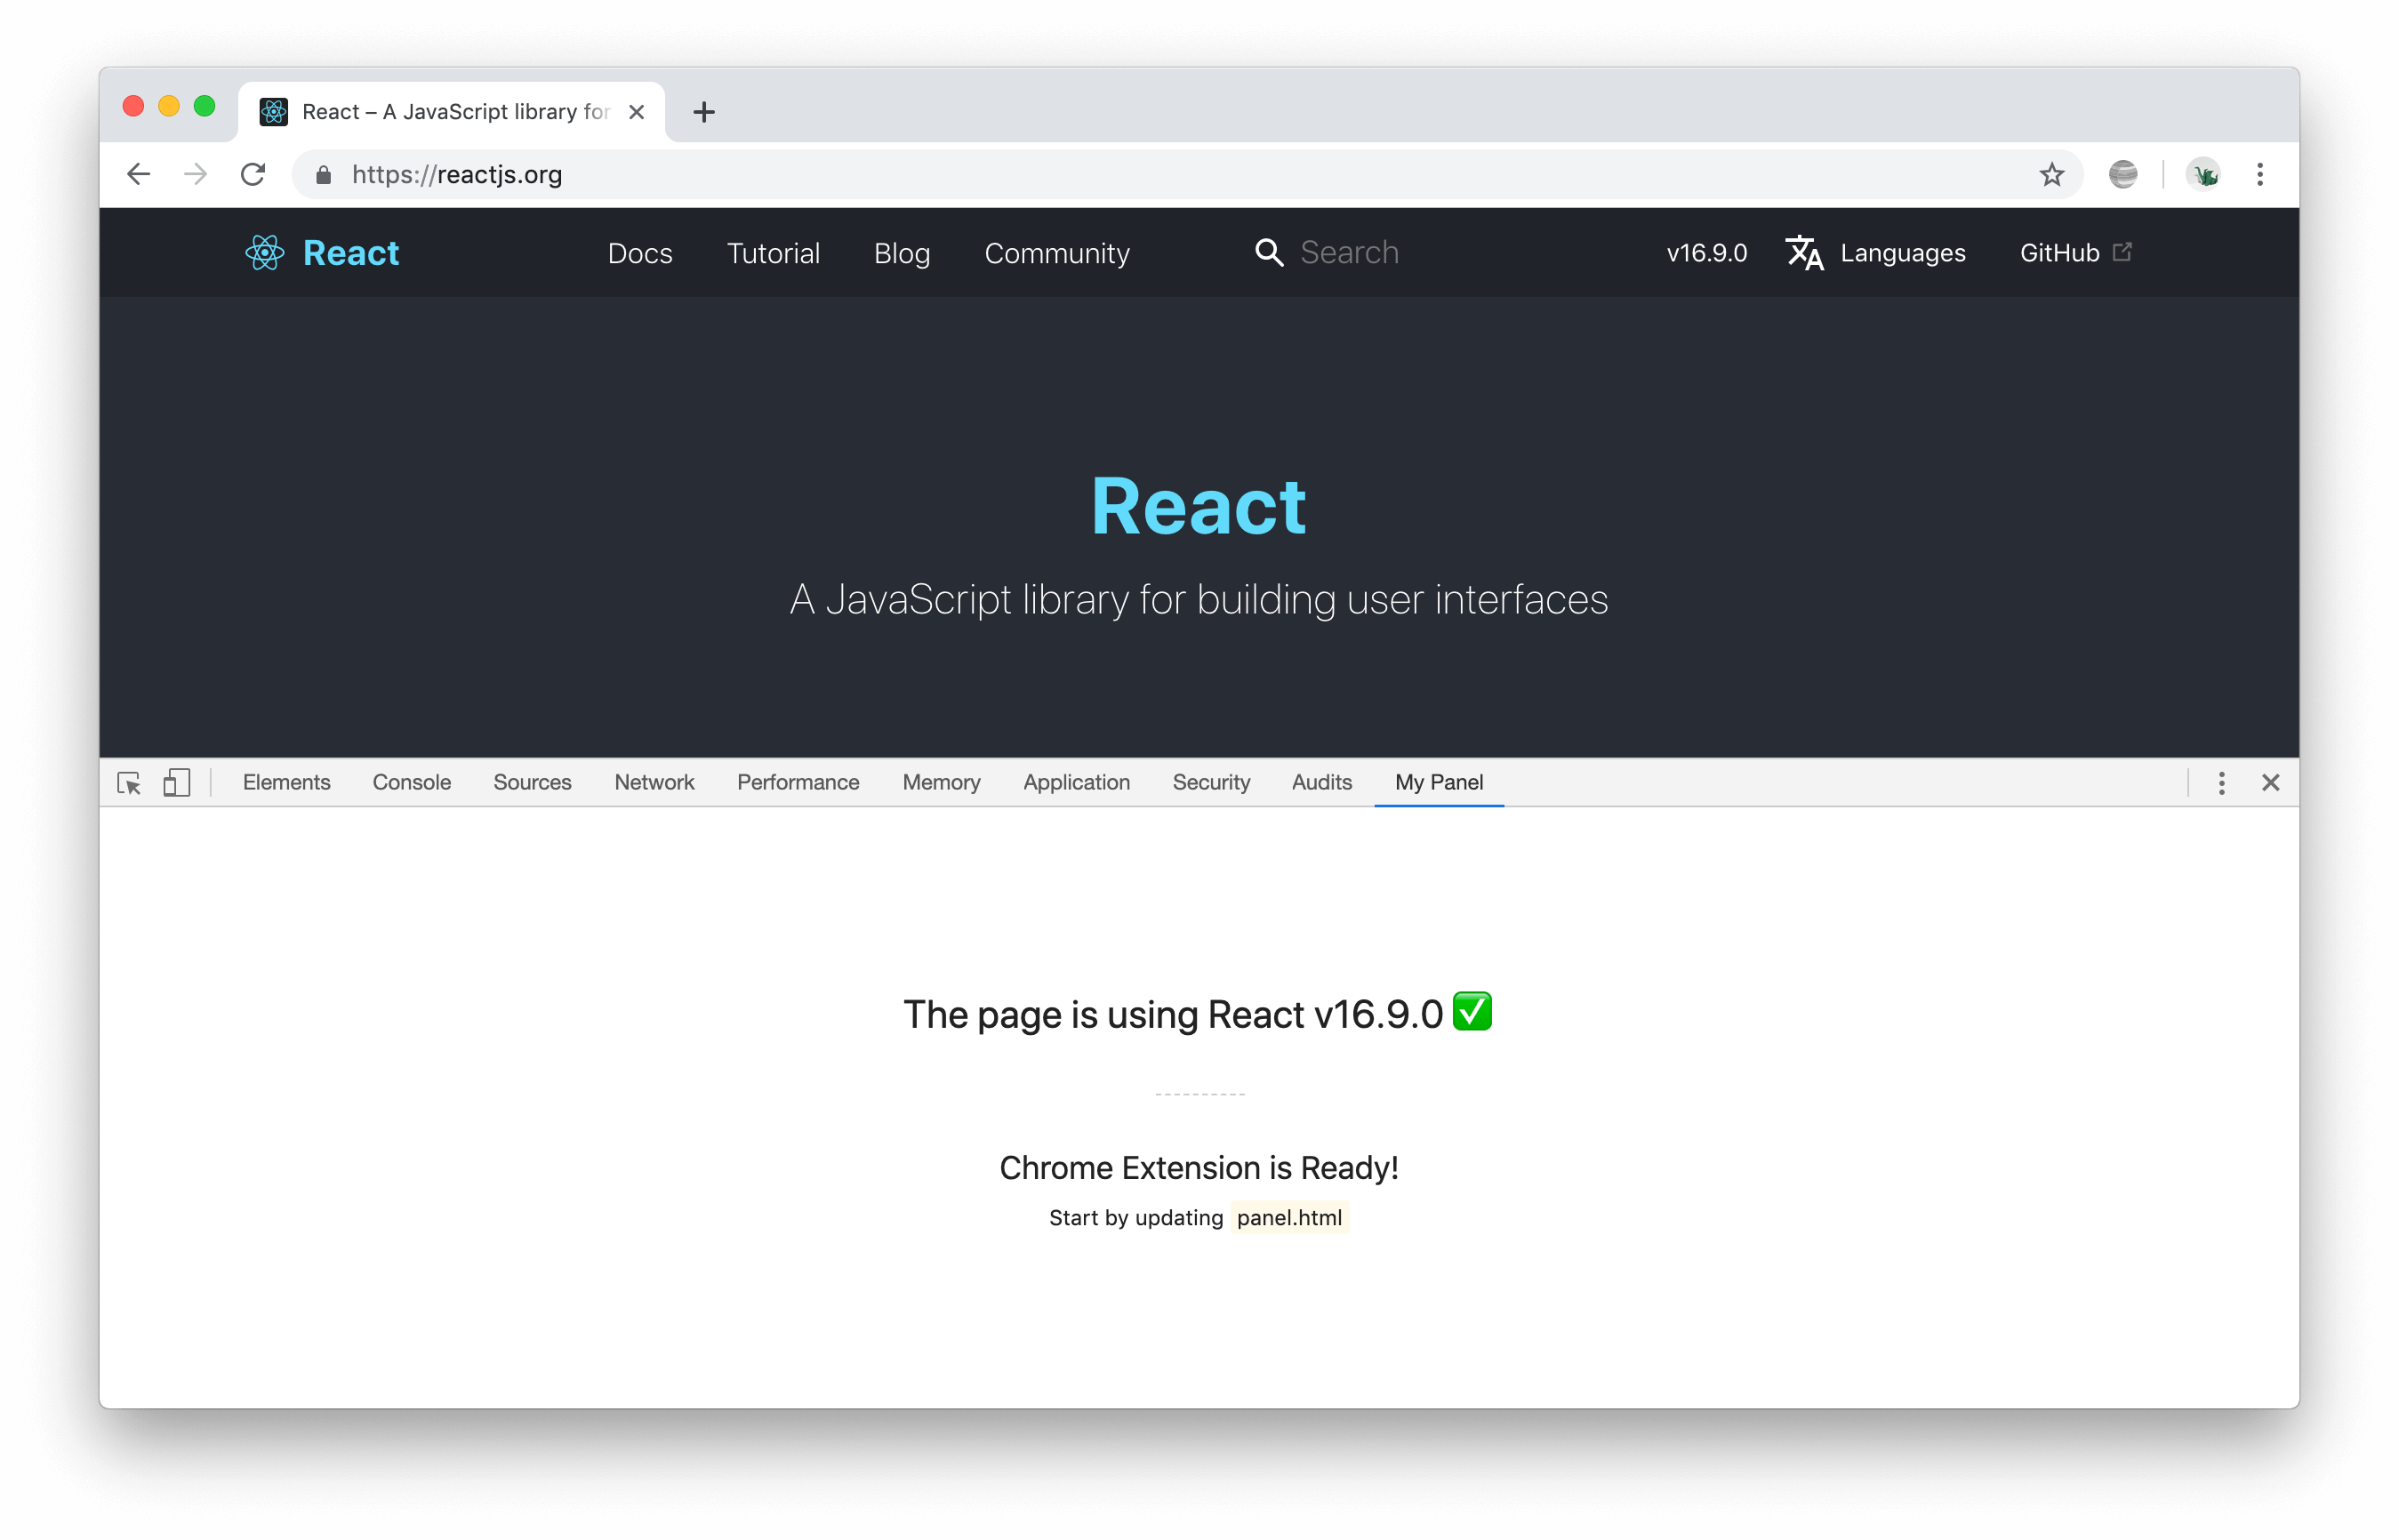 React – A JavaScript library for
https://reactjs.org
React Docs Tutorial Blog Community Search v16.9.0 Languages GitHub
React
A JavaScript library for building user interfaces
Elements Console Sources Network Performance Memory Application Security Audits My Panel
The page is using React v16.9.0 ✅
Chrome Extension is Ready!
Start by updating panel.html